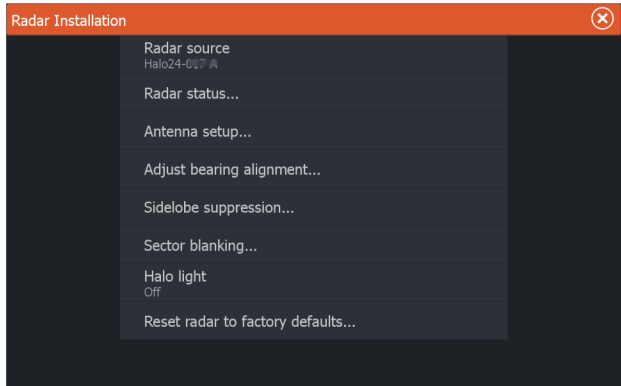 Radar Installation
Radar source
Halo24-
Radar status...
Antenna setup...
Adjust bearing alignment...
Sidelobe suppression...
Sector blanking...
Halo light
Off
Reset radar to factory defaults...